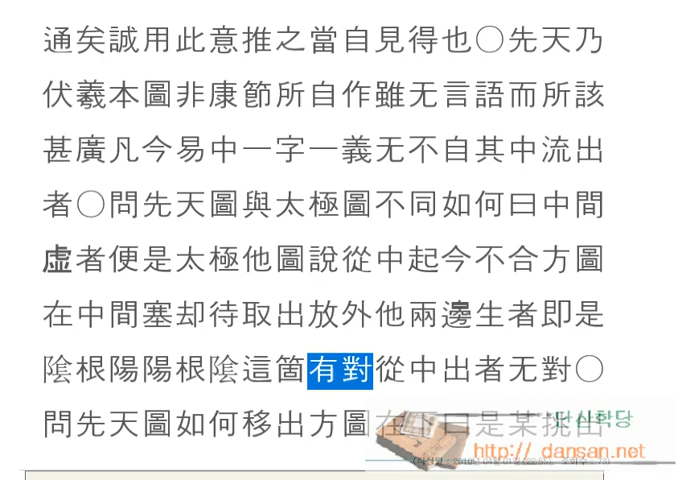 通矣誠用此意推之當自見得也○先天乃
伏羲本圖非康節所自作雖无言語而所該
甚廣凡今易中一字一義无不自其中流出
者○問先天圖與太極圖不同如何曰中間
虛者便是太極他圖說從中起今不合方圖
在中間塞却待取出放外他兩邊生者即是
陰根陽陽根陰這箇有對從中出者无對○
問先天圖如何移出方圖在下曰是某挑出
다산학당
http:// dansan.net